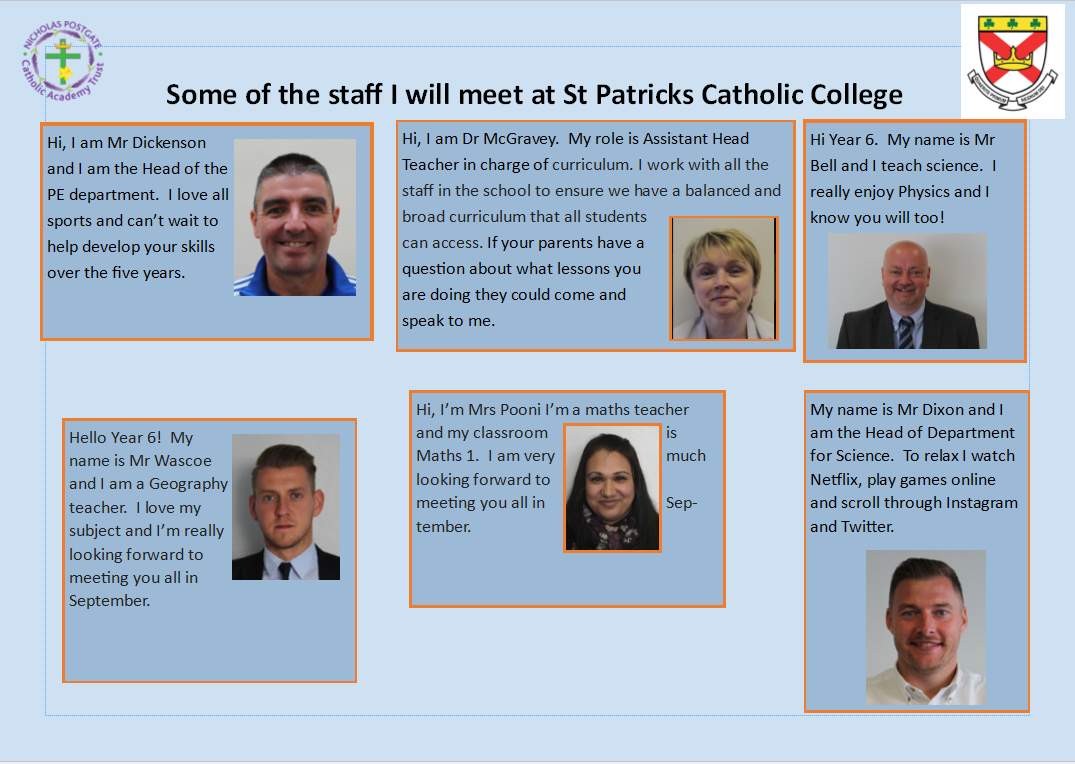 NICHOLAS POSTGATE
Catholic Academy Trust
Some of the staff I will meet at St Patricks Catholic College
Hi, I am Mr Dickenson
and I am the Head of the
PE department.  I love all
sports and can't wait to
help develop your skills
over the five years.
Hi, I am Dr McGravey.  My role is Assistant Head
Teacher in charge of curriculum. I work with all the
staff in the school to ensure we have a balanced and
broad curriculum that all students
can access. If your parents have a
question about what lessons you
are doing they could come and
speak to me.
Hi Year 6.  My name is Mr
Bell and I teach science.  I
really enjoy Physics and I
know you will too!
Hello Year 6!  My
name is Mr Wascoe
and I am a Geography
teacher.  I love my
subject and I'm really
looking forward to
meeting you all in
September.
Hi, I'm Mrs Pooni I'm a maths teacher
and my classroom is
Maths 1.  I am very much
looking forward to
meeting you all in Sep-
tember.
My name is Mr Dixon and I
am the Head of Department
for Science.  To relax I watch
Netflix, play games online
and scroll through Instagram
and Twitter.